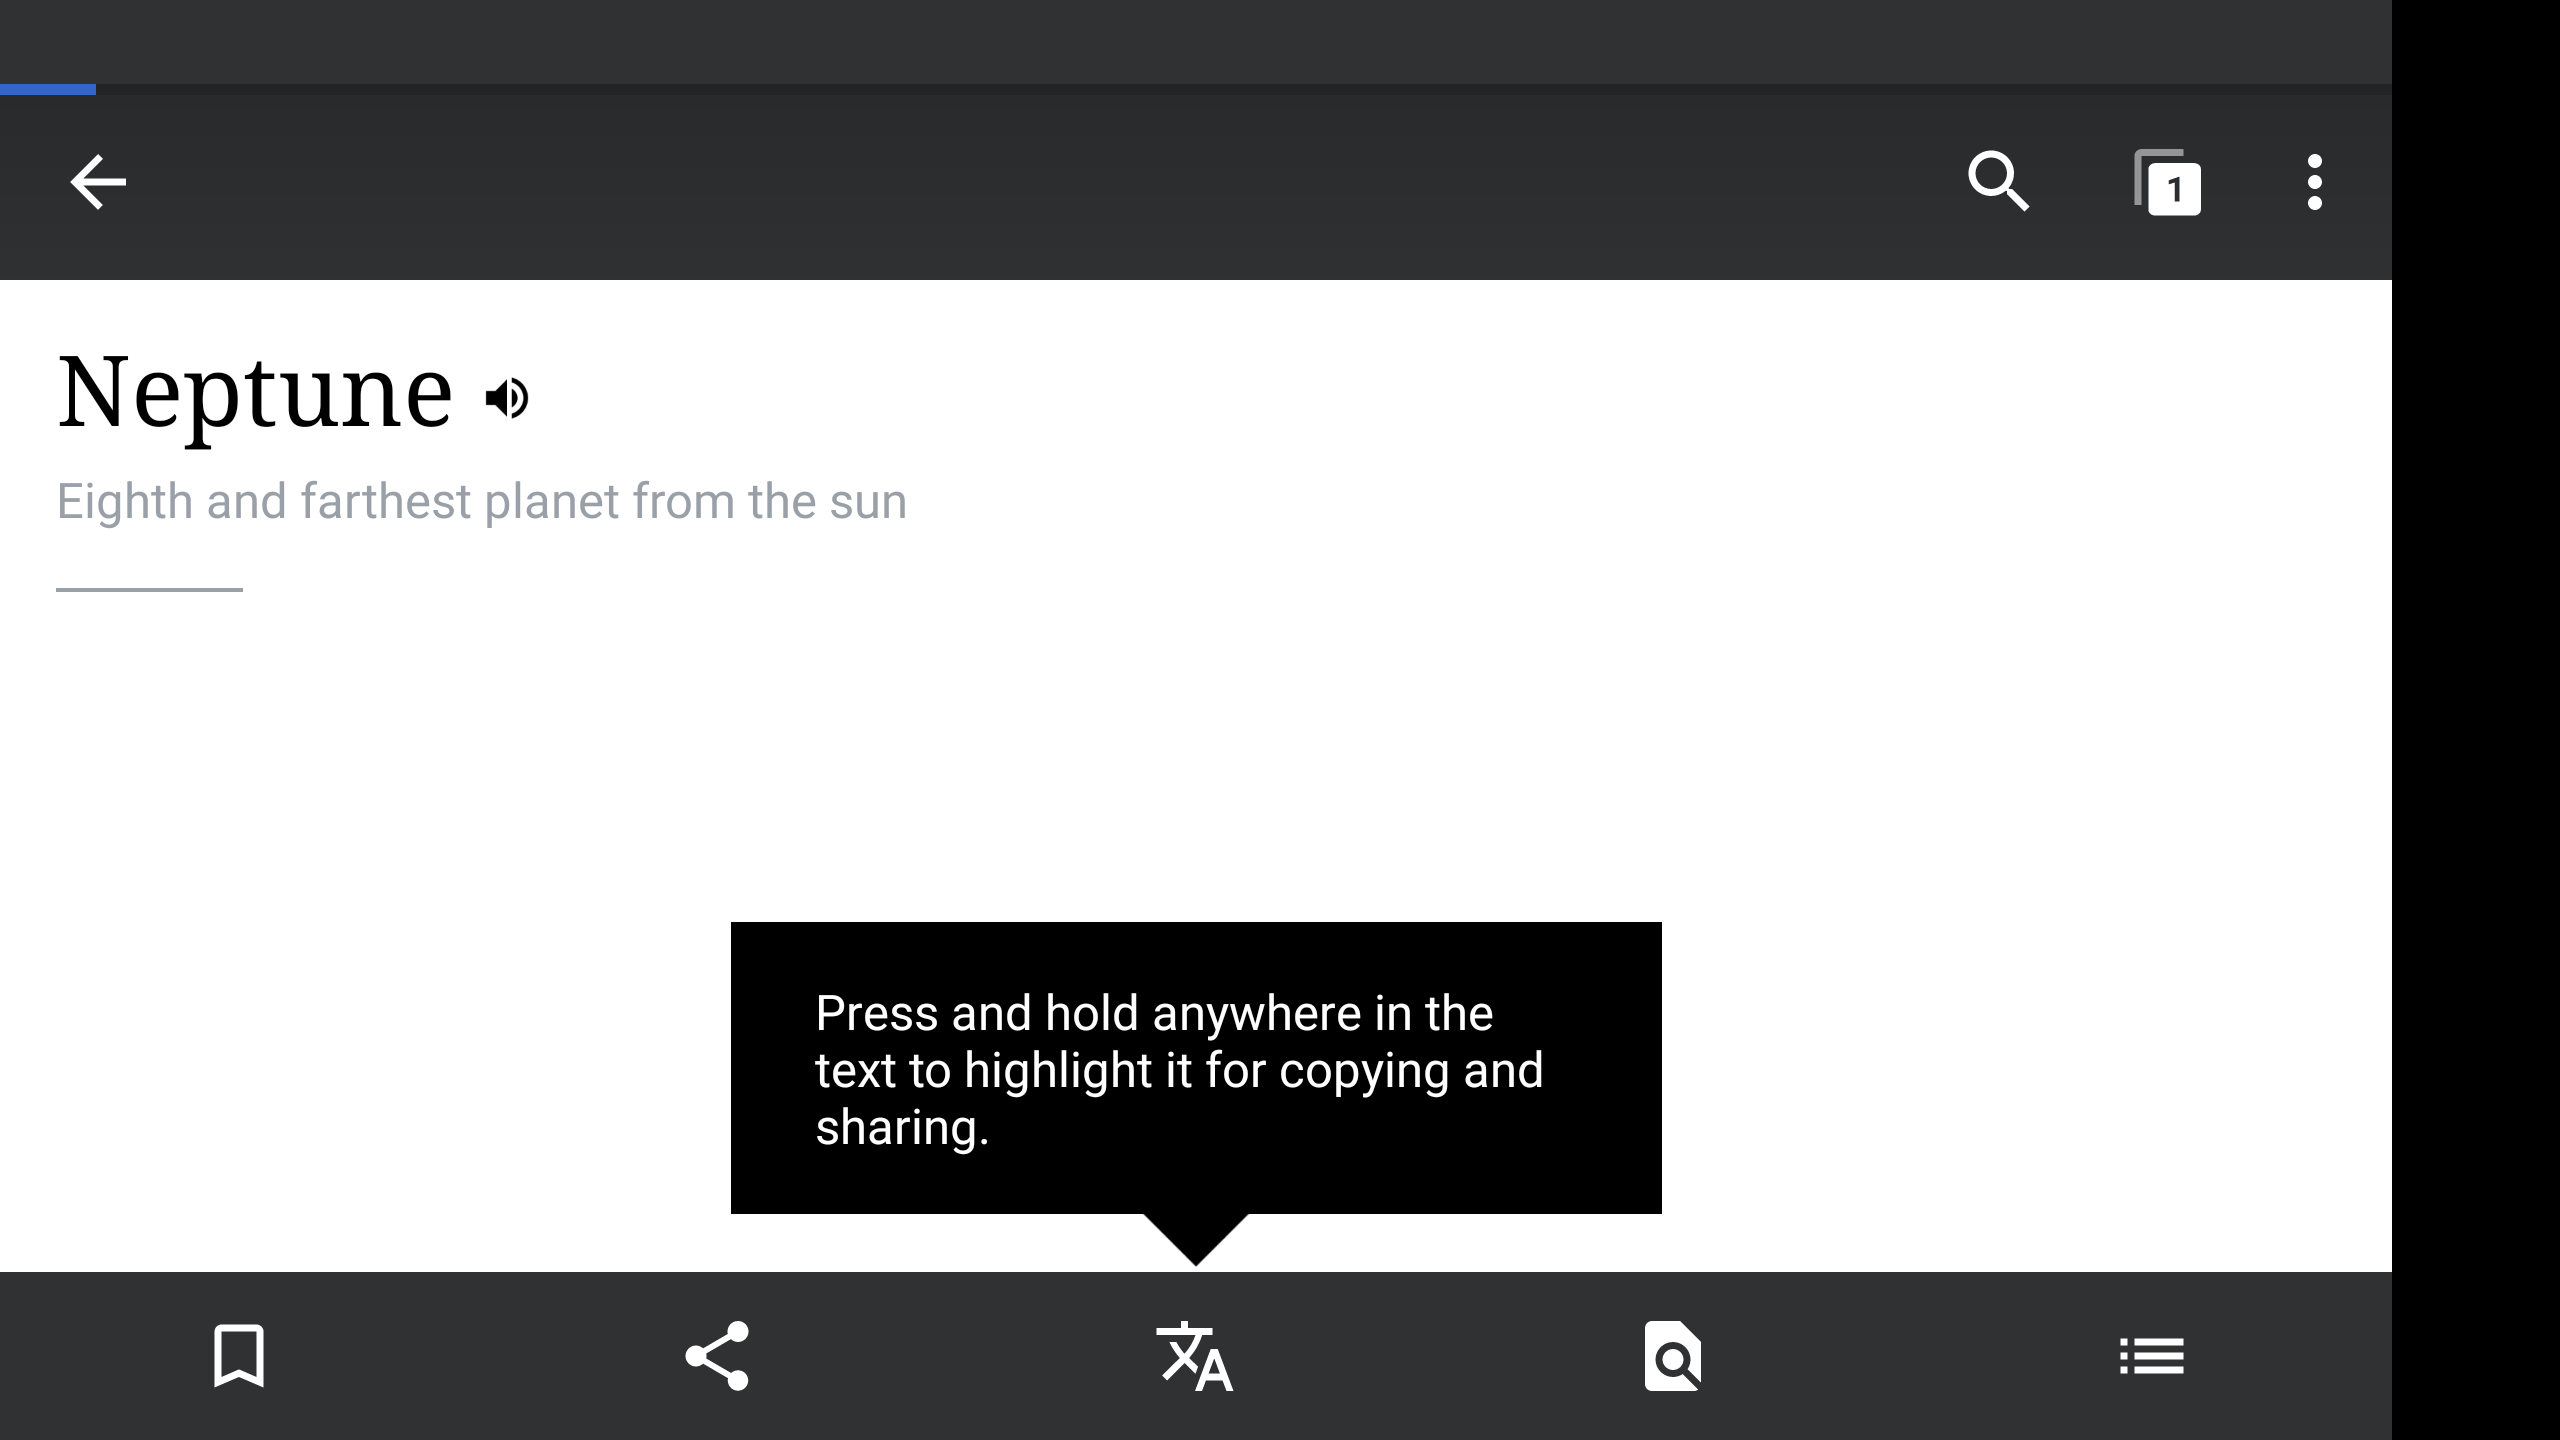 1
Neptune
Eighth and farthest planet from the sun
Press and hold anywhere in the
text to highlight it for copying and
sharing.